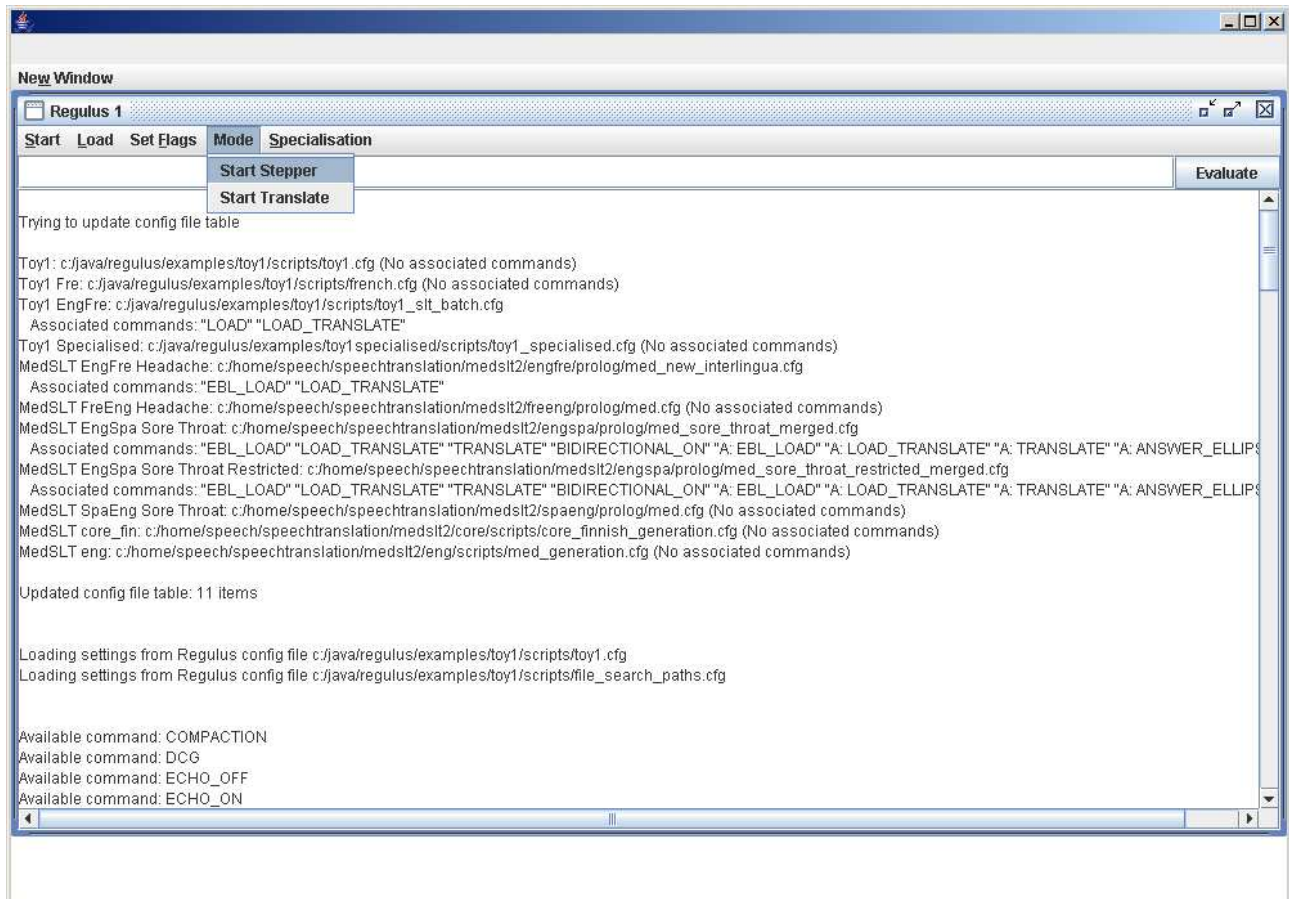 New Window
Regulus 1
Start Load Set Flags Mode Specialisation
Start Stepper
Evaluate
Start Translate
Trying to update config file table
Toy1: c:/java/regulus/examples/toy1/scripts/toy1.cfg (No associated commands)
Toy1 Fre: c:/java/regulus/examples/toy1/scripts/french.cfg (No associated commands)
Toy1 EngFre: c:/java/regulus/examples/toy1/scripts/toy1_slt_batch.cfg
Associated commands: "LOAD" "LOAD_TRANSLATE"
Toy1 Specialised: c:/java/regulus/examples/toy1specialised/scripts/toy1_specialised.cfg (No associated commands)
MedSLT EngFre Headache: c:/home/speech/speechtranslation/medslt2/engfre/prolog/med_new_interlingua.cfg
Associated commands: "EBL_LOAD" "LOAD_TRANSLATE"
MedSLT FreEng Headache: c:/home/speech/speechtranslation/medslt2/freeng/prolog/med.cfg (No associated commands)
MedSLT EngSpa Sore Throat: c:/home/speech/speechtranslation/medslt2/engspa/prolog/med_sore_throat_merged.cfg
Associated commands: "EBL_LOAD" "LOAD_TRANSLATE" "TRANSLATE" "BIDIRECTIONAL_ON" "A: EBL_LOAD" "A: LOAD_TRANSLATE" "A: TRANSLATE" "A: ANSWER_ELLIPS
MedSLT EngSpa Sore Throat Restricted: c:/home/speech/speechtranslation/medslt2/engspa/prolog/med_sore_throat_restricted_merged.cfg
Associated commands: "EBL_LOAD" "LOAD_TRANSLATE" "TRANSLATE" "BIDIRECTIONAL_ON" "A: EBL_LOAD" "A: LOAD_TRANSLATE" "A: TRANSLATE" "A: ANSWER_ELLIPS
MedSLT SpaEng Sore Throat: c:/home/speech/speechtranslation/medslt2/spaeng/prolog/med.cfg (No associated commands)
MedSLT core_fin: c:/home/speech/speechtranslation/medslt2/core/scripts/core_finnish_generation.cfg (No associated commands)
MedSLT eng: c:/home/speech/speechtranslation/medslt2/eng/scripts/med_generation.cfg (No associated commands)
Updated config file table: 11 items
Loading settings from Regulus config file c:/java/regulus/examples/toy1/scripts/toy1.cfg
Loading settings from Regulus config file c:/java/regulus/examples/toy1/scripts/file_search_paths.cfg
Available command: COMPACTION
Available command: DCG
Available command: ECHO_OFF
Available command: ECHO_ON